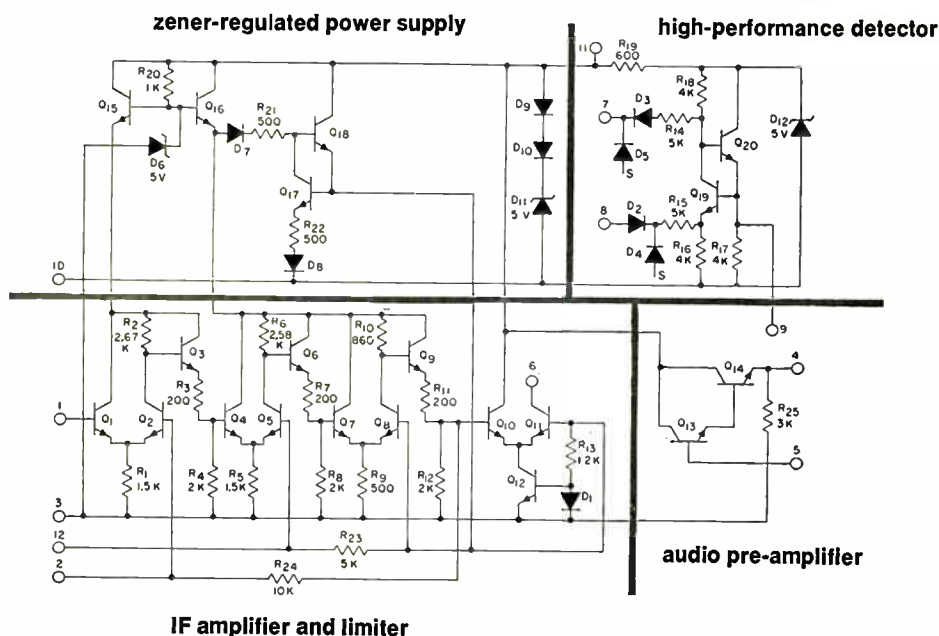 zener-regulated power supply
high-performance detector
11
R19
600
R20
1K
Q15
Q16
R21
500
Q18
D7
D6
5V
Q17
R22
500
D8
10
D9
D10
D11
5V
R18
4K
7
D3
R14
5K
D5
S
Q20
D12
5V
Q19
8
D2
R15
5K
D4
S
R16
4K
R17
4K
9
R2
2.67
K
Q3
R3
200
R6
2.58
K
Q6
R7
200
R10
860
Q9
R11
200
6
1
Q1
Q2
Q4
Q5
Q7
Q8
Q10
Q11
R13
1.2K
Q12
D1
R1
1.5K
R4
2K
R5
1.5K
R8
2K
R9
500
R12
2K
3
12
R23
5K
2
R24
10K
Q14
4
R25
3K
Q13
5
audio pre-amplifier
IF amplifier and limiter